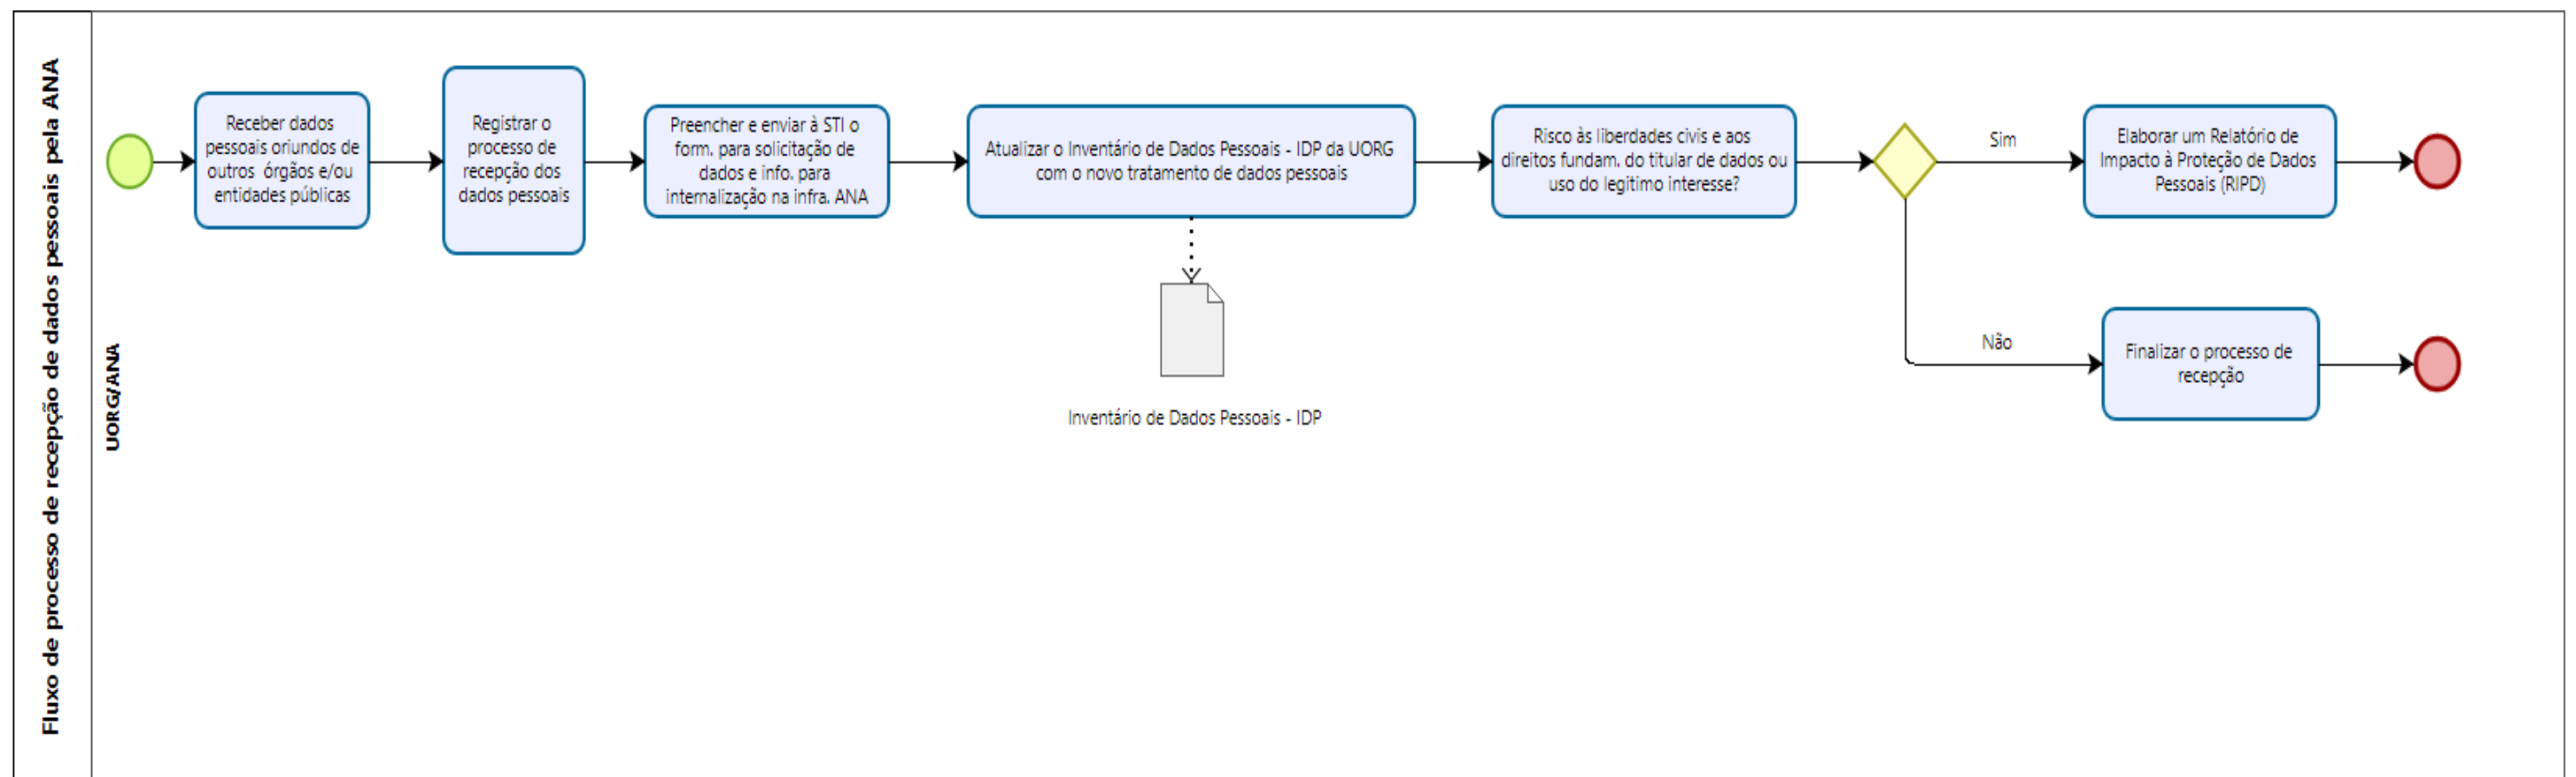 Fluxo de processo de recepção de dados pessoais pela ANA
UORG/ANA
Receber dados
pessoais oriundos de
outros órgãos e/ou
entidades públicas
Registrar o
processo de
recepção dos
dados pessoais
Preencher e enviar à STI o
form. para solicitação de
dados e info. para
internalização na infra. ANA
Atualizar o Inventário de Dados Pessoais - IDP da UORG
com o novo tratamento de dados pessoais
Inventário de Dados Pessoais - IDP
Risco às liberdades civis e aos
direitos fundam. do titular de dados ou
uso do legitimo interesse?
Sim
Elaborar um Relatório de
Impacto à Proteção de Dados
Pessoais (RIPD)
Não
Finalizar o processo de
recepção